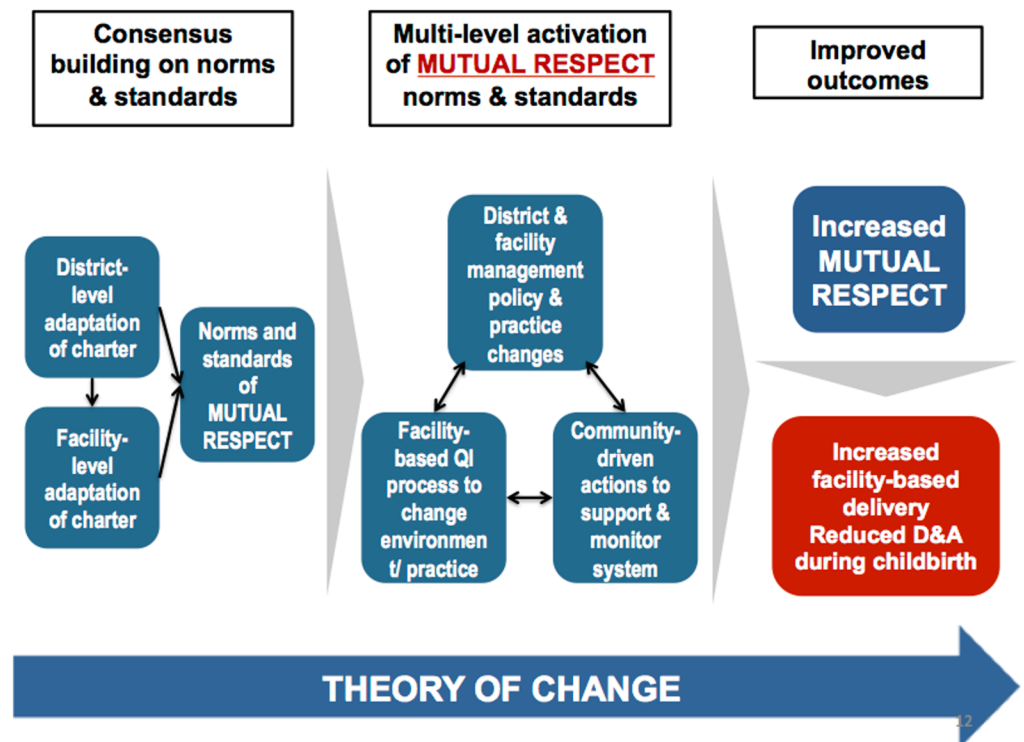 Consensus
building on norms
& standards
Multi-level activation
of MUTUAL RESPECT
norms & standards
Improved
outcomes
District-
level
adaptation
of charter
Facility-
level
adaptation
of charter
Norms and
standards
of
MUTUAL
RESPECT
District &
facility
management
policy &
practice
changes
Facility-
based QI
process to
change
environmen
t/ practice
Community-
driven
actions to
support &
monitor
system
Increased
MUTUAL
RESPECT
Increased
facility-based
delivery
Reduced D&A
during childbirth
THEORY OF CHANGE
12